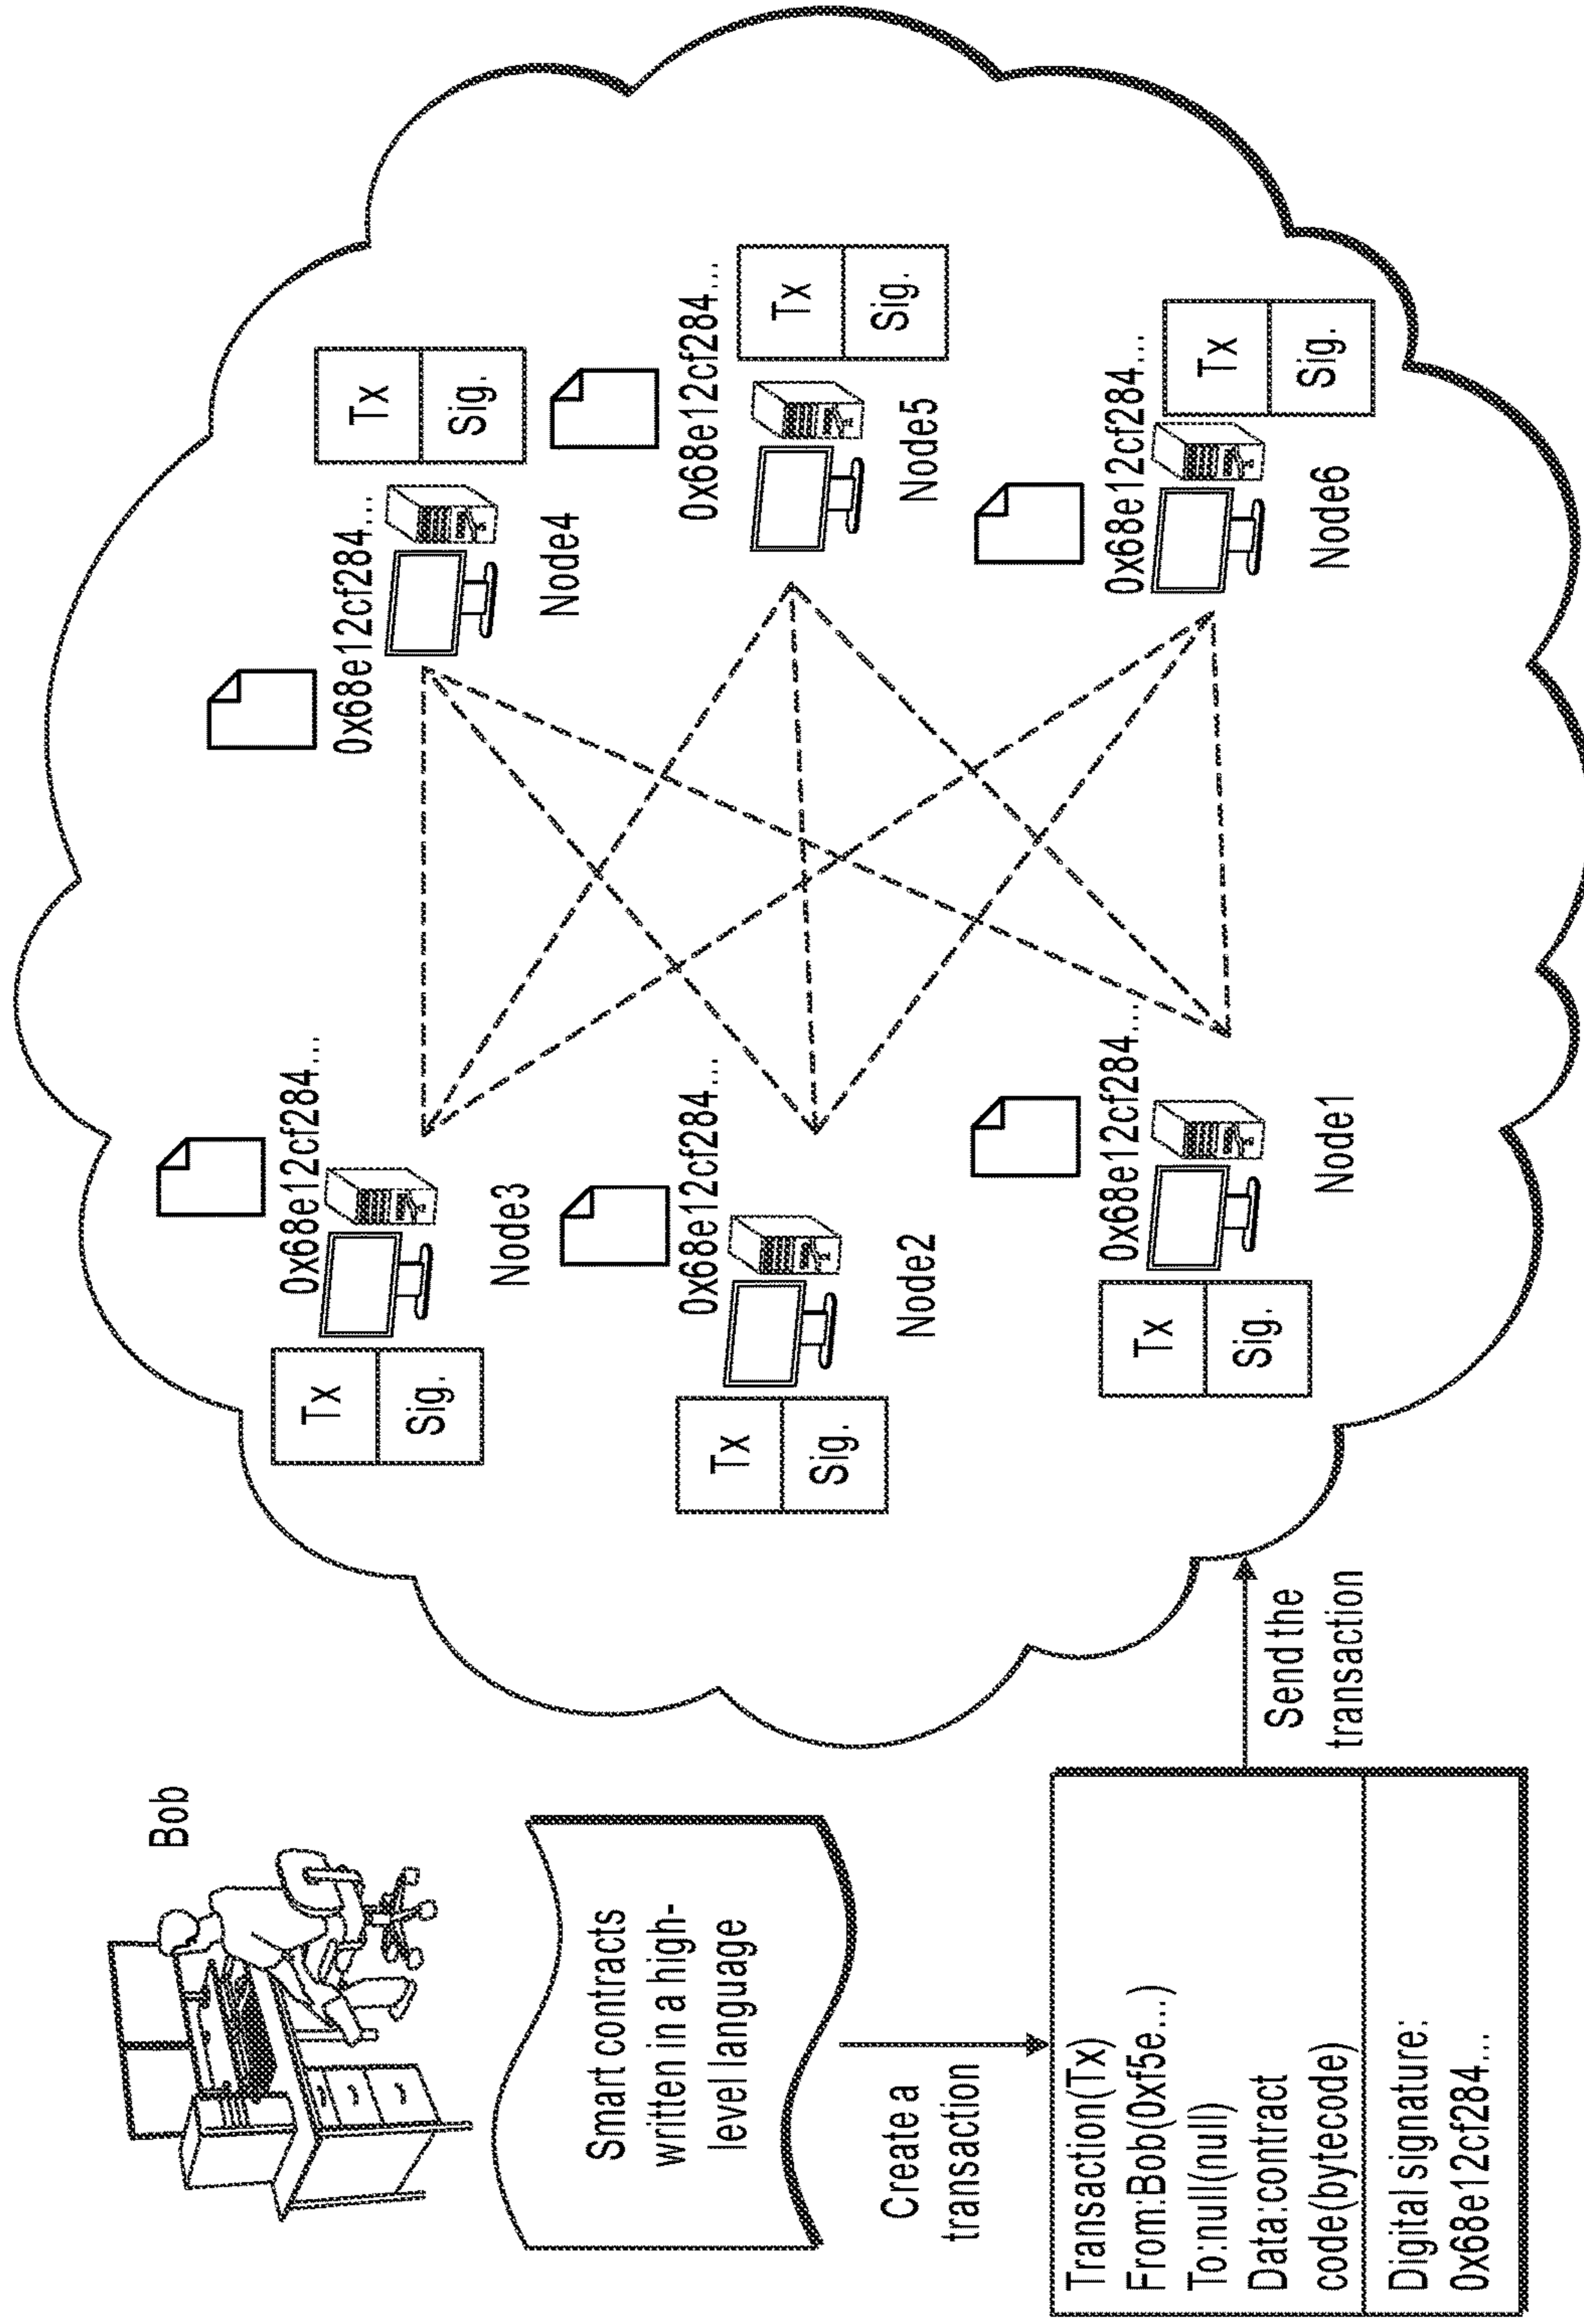 Bob
Smart contracts
written in a high-
level language
Create a
transaction
Transaction(Tx)
From:Bob(0xf5e...)
To:null(null)
Data:contract
code(bytecode)
Digital signature:
0x68e12cf284...
Send the
transaction
0x68e12cf284...
Tx
Sig.
Node3
0x68e12cf284...
Tx
Sig.
Node2
0x68e12cf284...
Tx
Sig.
Node1
0x68e12cf284...
Tx
Sig.
Node4
0x68e12cf284...
Tx
Sig.
Node5
0x68e12cf284...
Tx
Sig.
Node6